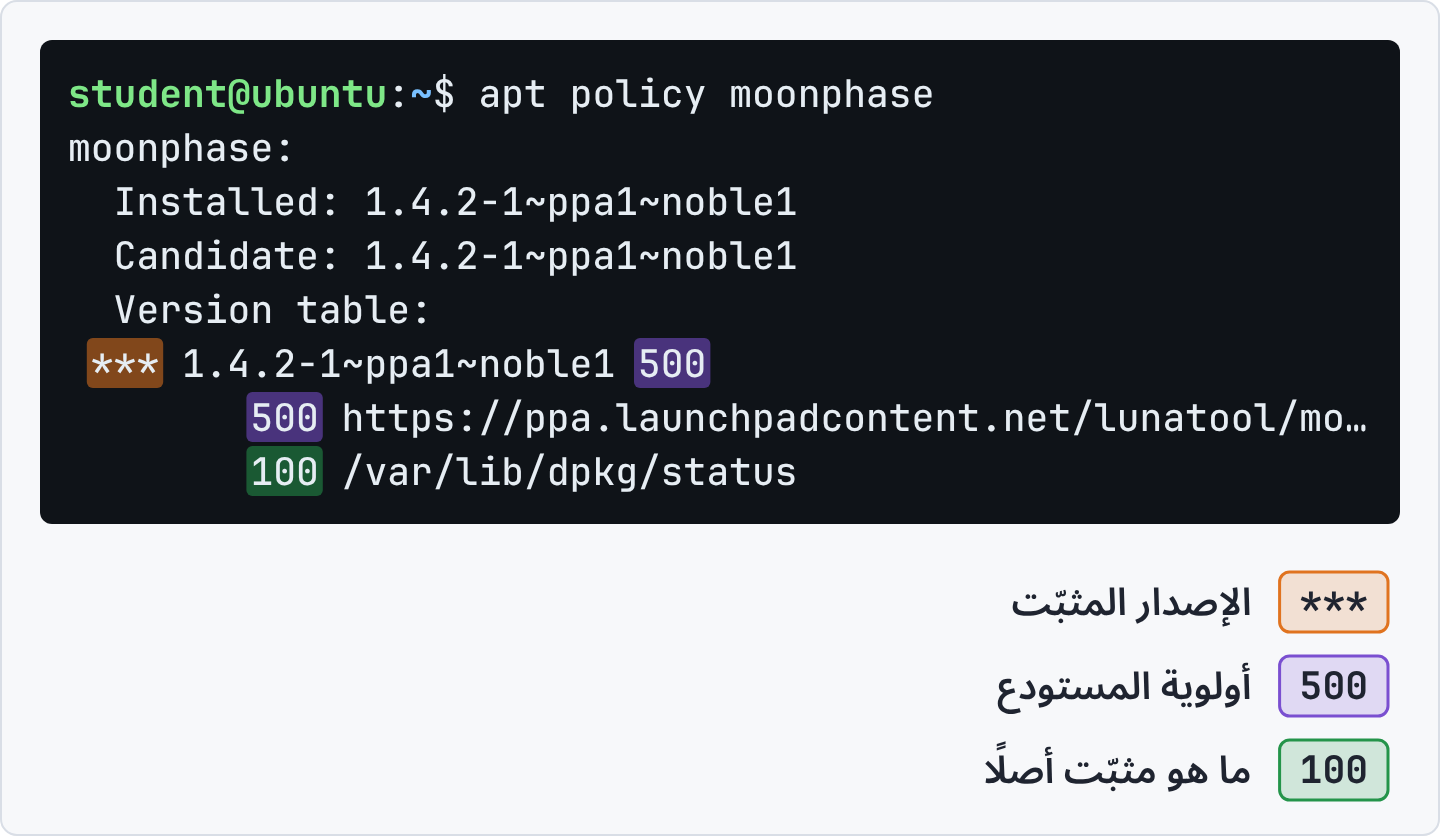 student@ubuntu:~$ apt policy moonphase
moonphase:
  Installed: 1.4.2-1~ppa1~noble1
  Candidate: 1.4.2-1~ppa1~noble1
  Version table:
 *** 1.4.2-1~ppa1~noble1 500
        500 https://ppa.launchpadcontent.net/lunatool/mo…
        100 /var/lib/dpkg/status
*** الإصدار المثبّت
500 أولوية المستودع
100 ما هو مثبّت أصلًا